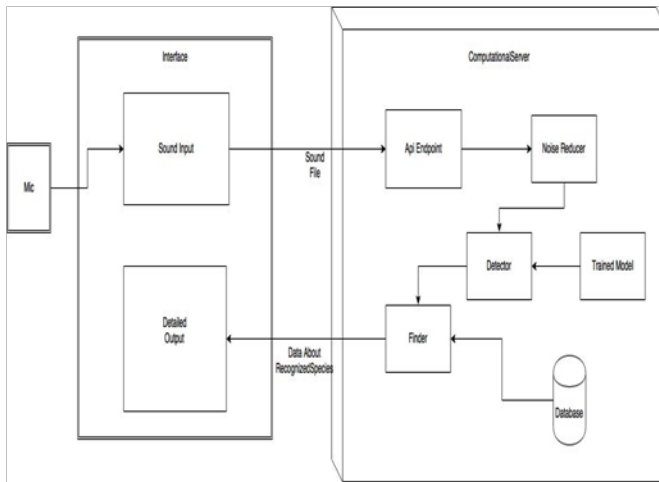 Interface
ComputationalServer
Mic
Sound Input
Sound
File
Api Endpoint
Noise Reducer
Detector
Trained Model
Detailed
Output
Data About
RecognizedSpecies
Finder
Database